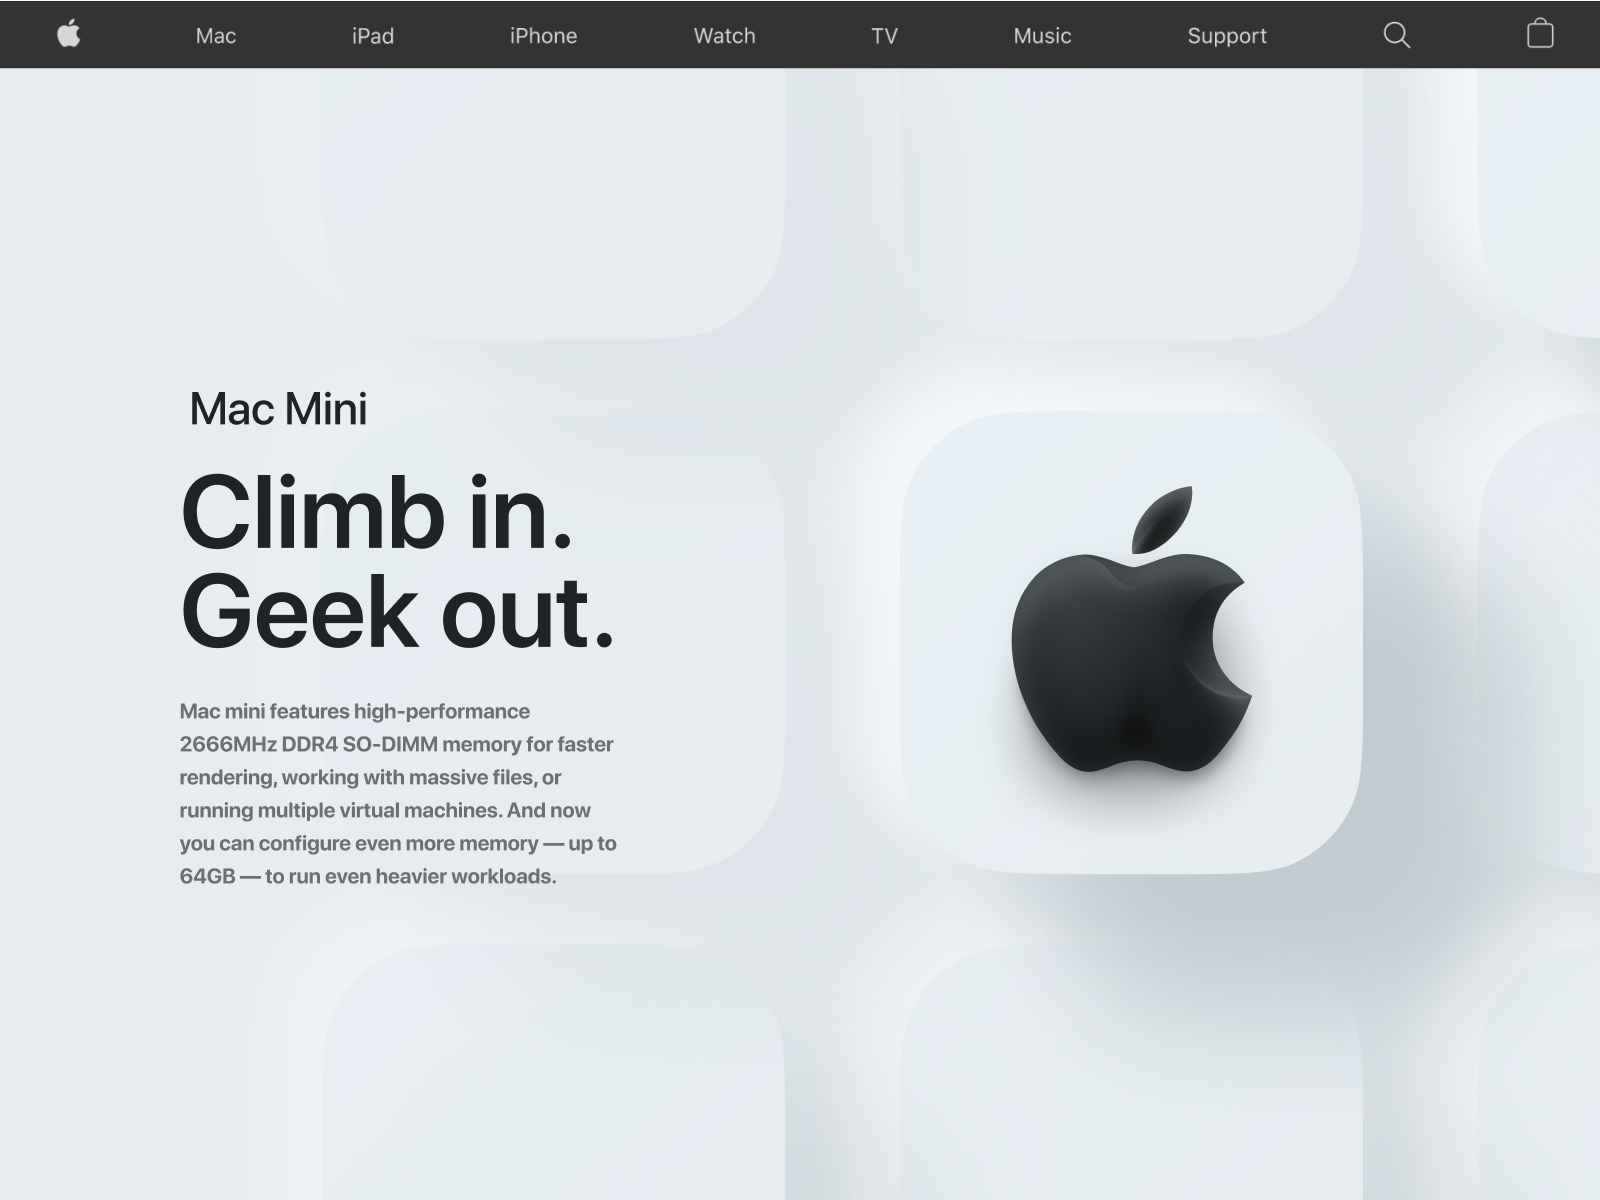 Mac
iPad
iPhone
Watch
TV
Music
Support
Mac Mini
Climb in.
Geek out.
Mac mini features high-performance
2666MHz DDR4 SO-DIMM memory for faster
rendering, working with massive files, or
running multiple virtual machines. And now
you can configure even more memory — up to
64GB — to run even heavier workloads.